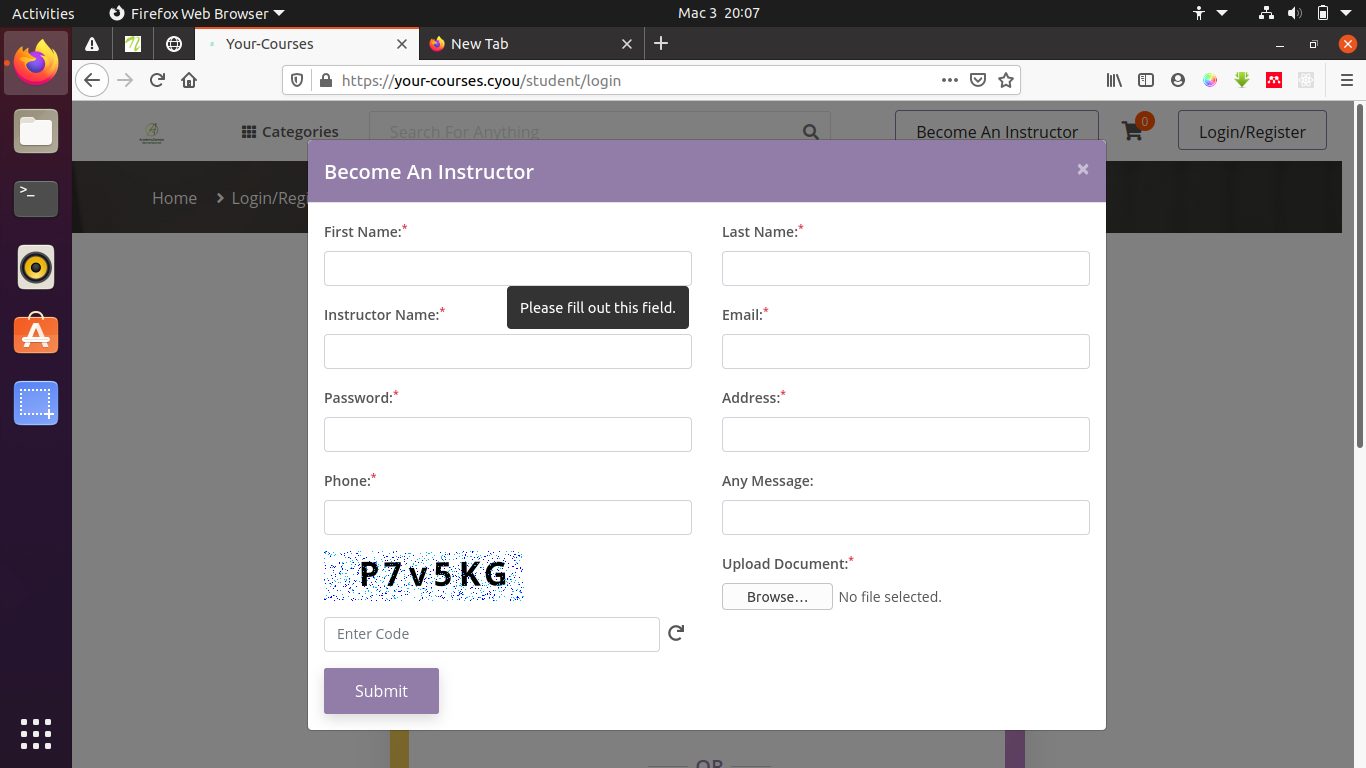 Activities
Firefox Web Browser
Mac 3 20:07
Your-Courses
New Tab
https://your-courses.cyou/student/login
Categories
Search For Anything
Become An Instructor
0
Login/Register
Home
Login/Regi
Become An Instructor
×
First Name:*
Last Name:*
Please fill out this field.
Instructor Name:*
Email:*
Password:*
Address:*
Phone:*
Any Message:
P7v5KG
Upload Document:*
Browse...
No file selected.
Enter Code
Submit
OR